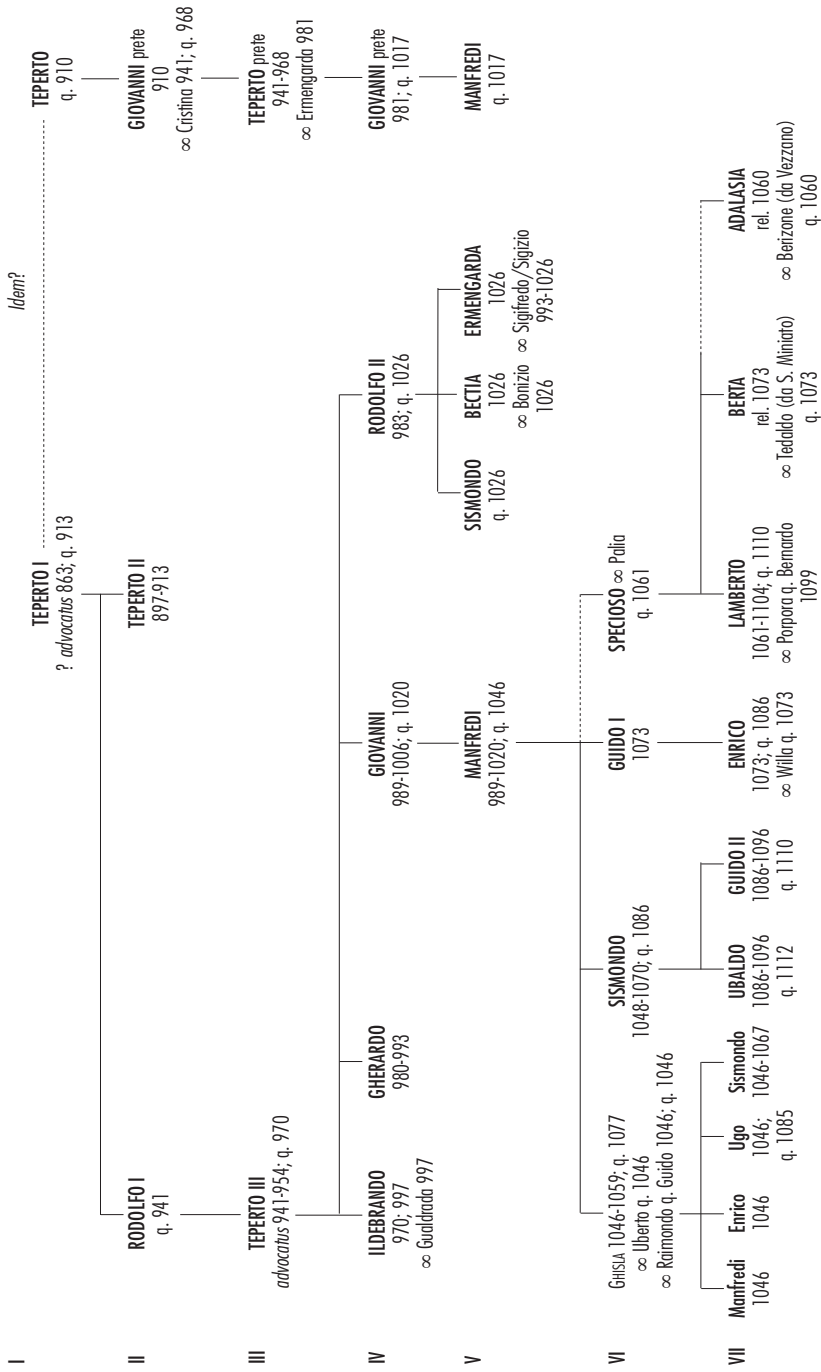 I
TEPERTO I
? advocatus 863; q. 913
Idem?
TEPERTO
q. 910
II
RODOLFO I
q. 941
TEPERTO II
897-913
GIOVANNI prete
910
∞ Cristina 941; q. 968
III
TEPERTO III
advocatus 941-954; q. 970
TEPERTO prete
941-968
∞ Ermengarda 981
IV
ILDEBRANDO
970; 997
∞ Gualdrada 997
GHERARDO
980-993
GIOVANNI
989-1006; q. 1020
RODOLFO II
983; q. 1026
GIOVANNI prete
981; q. 1017
V
MANFREDI
989-1020; q. 1046
SISMONDO
q. 1026
BECTIA
1026
∞ Bonizio
1026
ERMENGARDA
1026
∞ Sigifredo/Sigizio
993-1026
MANFREDI
q. 1017
VI
GHISLA 1046-1059; q. 1077
∞ Uberto q. 1046
∞ Raimondo q. Guido 1046; q. 1046
SISMONDO
1048-1070; q. 1086
GUIDO I
1073
SPECIOSO ∞ Palia
q. 1061
VII
Manfredi
1046
Enrico
1046
Ugo
1046;
q. 1085
Sismondo
1046-1067
UBALDO
1086-1096
q. 1112
GUIDO II
1086-1096
q. 1110
ENRICO
1073; q. 1086
∞ Willa q. 1073
LAMBERTO
1061-1104; q. 1110
∞ Porpora q. Bernardo
1099
BERTA
rel. 1073
∞ Tedaldo (da S. Miniato)
q. 1073
ADALASIA
rel. 1060
∞ Berizone (da Vezzano)
q. 1060